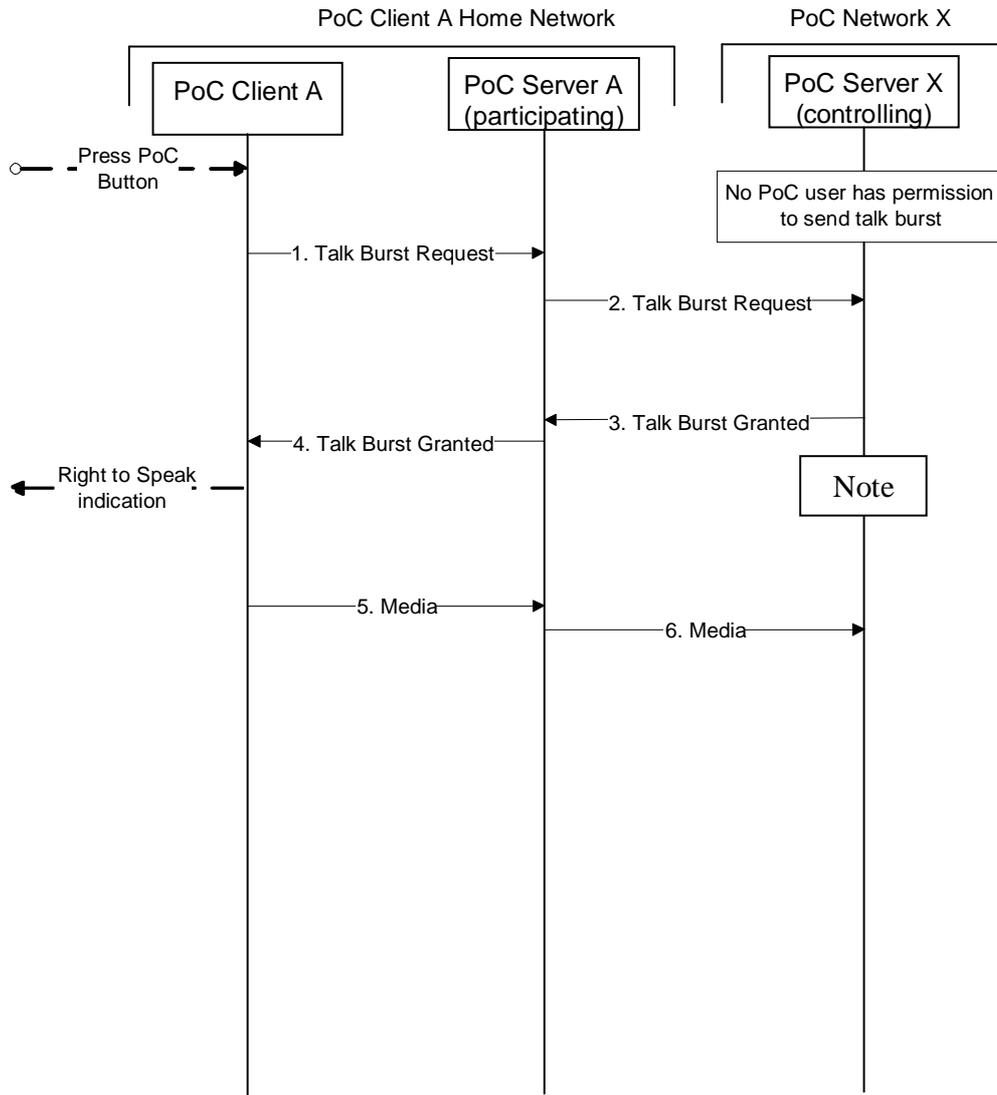 PoC Client A Home Network
PoC Network X
PoC Client A
PoC Server A
(participating)
PoC Server X
(controlling)
Press PoC
Button
No PoC user has permission
to send talk burst
1. Talk Burst Request
2. Talk Burst Request
3. Talk Burst Granted
4. Talk Burst Granted
Right to Speak
indication
Note
5. Media
6. Media